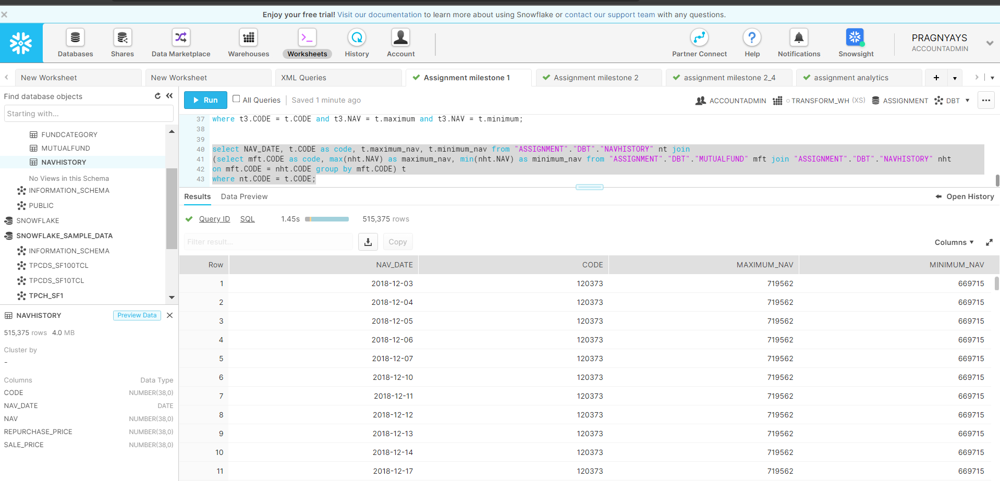 Enjoy your free trial! Visit our documentation to learn more about using Snowflake or contact our support team with any questions.
Databases
Shares
Data Marketplace
Warehouses
Worksheets
History
Account
Partner Connect
Help
Notifications
Snowsight
PRAGNYAYS
ACCOUNTADMIN
New Worksheet
New Worksheet
XML Queries
Assignment milestone 1
Assignment milestone 2
assignment milestone 2_4
assignment analytics
Find database objects
Starting with...
FUNDCATEGORY
MUTUALFUND
NAVHISTORY
No Views in this Schema
INFORMATION_SCHEMA
PUBLIC
SNOWFLAKE
SNOWFLAKE_SAMPLE_DATA
INFORMATION_SCHEMA
TPCDS_SF100TCL
TPCDS_SF10TCL
TPCH_SF1
NAVHISTORY Preview Data
515,375 rows 4.0 MB
Cluster by
-
Columns Data Type
CODE NUMBER(38,0)
NAV_DATE DATE
NAV NUMBER(38,0)
REPURCHASE_PRICE NUMBER(38,0)
SALE_PRICE NUMBER(38,0)
Run All Queries Saved 1 minute ago
ACCOUNTADMIN TRANSFORM_WH (XS) ASSIGNMENT DBT
37 where t3.CODE = t.CODE and t3.NAV = t.maximum and t3.NAV = t.minimum;
38
39
40 select NAV_DATE, t.CODE as code, t.maximum_nav, t.minimum_nav from "ASSIGNMENT"."DBT"."NAVHISTORY" nt join
41 (select mft.CODE as code, max(nht.NAV) as maximum_nav, min(nht.NAV) as minimum_nav from "ASSIGNMENT"."DBT"."MUTUALFUND" mft join "ASSIGNMENT"."DBT"."NAVHISTORY" nht
42 on mft.CODE = nht.CODE group by mft.CODE) t
43 where nt.CODE = t.CODE;
Results Data Preview
Open History
Query ID SQL 1.45s 515,375 rows
Filter result...
Copy
Columns
Row NAV_DATE CODE MAXIMUM_NAV MINIMUM_NAV
1 2018-12-03 120373 719562 669715
2 2018-12-04 120373 719562 669715
3 2018-12-05 120373 719562 669715
4 2018-12-06 120373 719562 669715
5 2018-12-07 120373 719562 669715
6 2018-12-10 120373 719562 669715
7 2018-12-11 120373 719562 669715
8 2018-12-12 120373 719562 669715
9 2018-12-13 120373 719562 669715
10 2018-12-14 120373 719562 669715
11 2018-12-17 120373 719562 669715